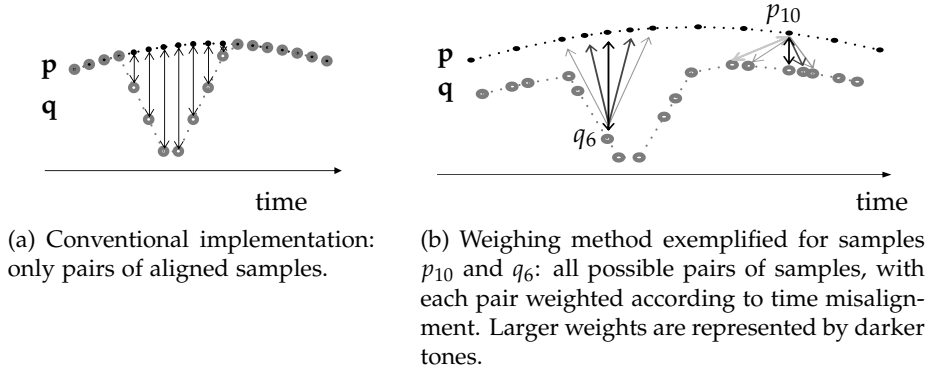 p
q
time
(a) Conventional implementation:
only pairs of aligned samples.
p10
p
q
q6
time
(b) Weighing method exemplified for samples
p10 and q6: all possible pairs of samples, with
each pair weighted according to time misalign-
ment. Larger weights are represented by darker
tones.